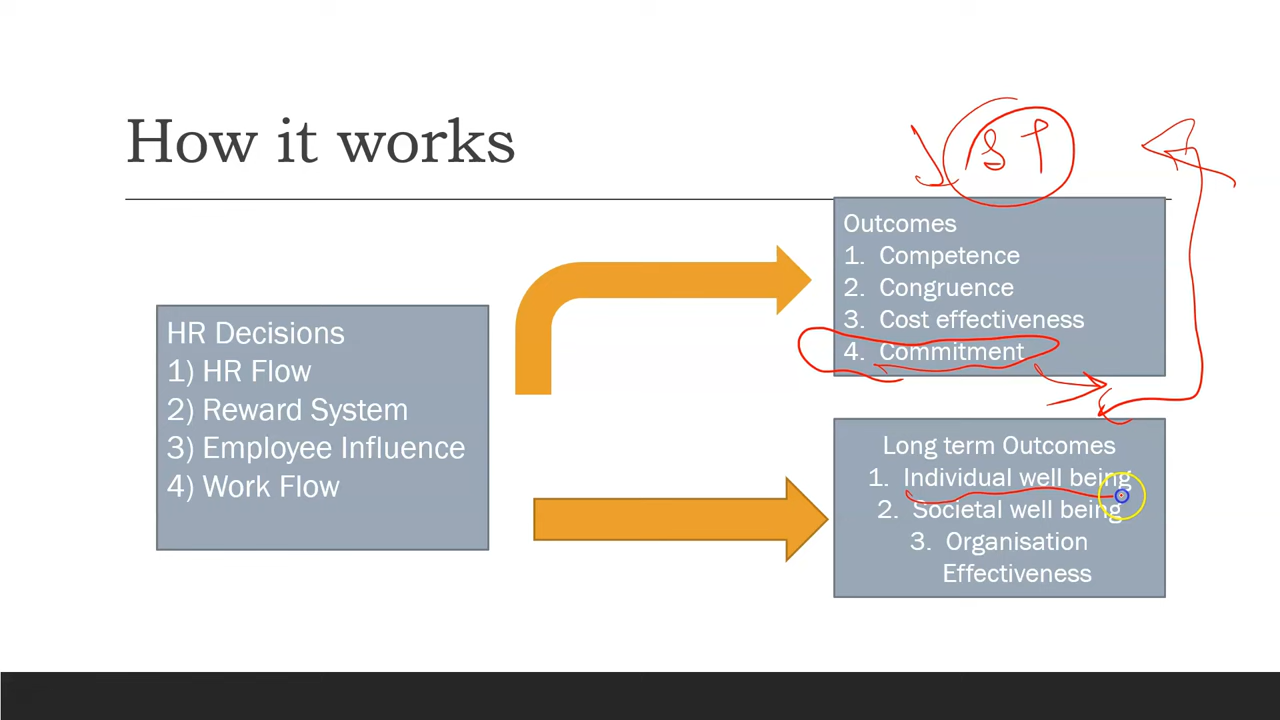 How it works
HR Decisions
1) HR Flow
2) Reward System
3) Employee Influence
4) Work Flow
Outcomes
1. Competence
2. Congruence
3. Cost effectiveness
4. Commitment
Long term Outcomes
1. Individual well being
2. Societal well being
3. Organisation
Effectiveness